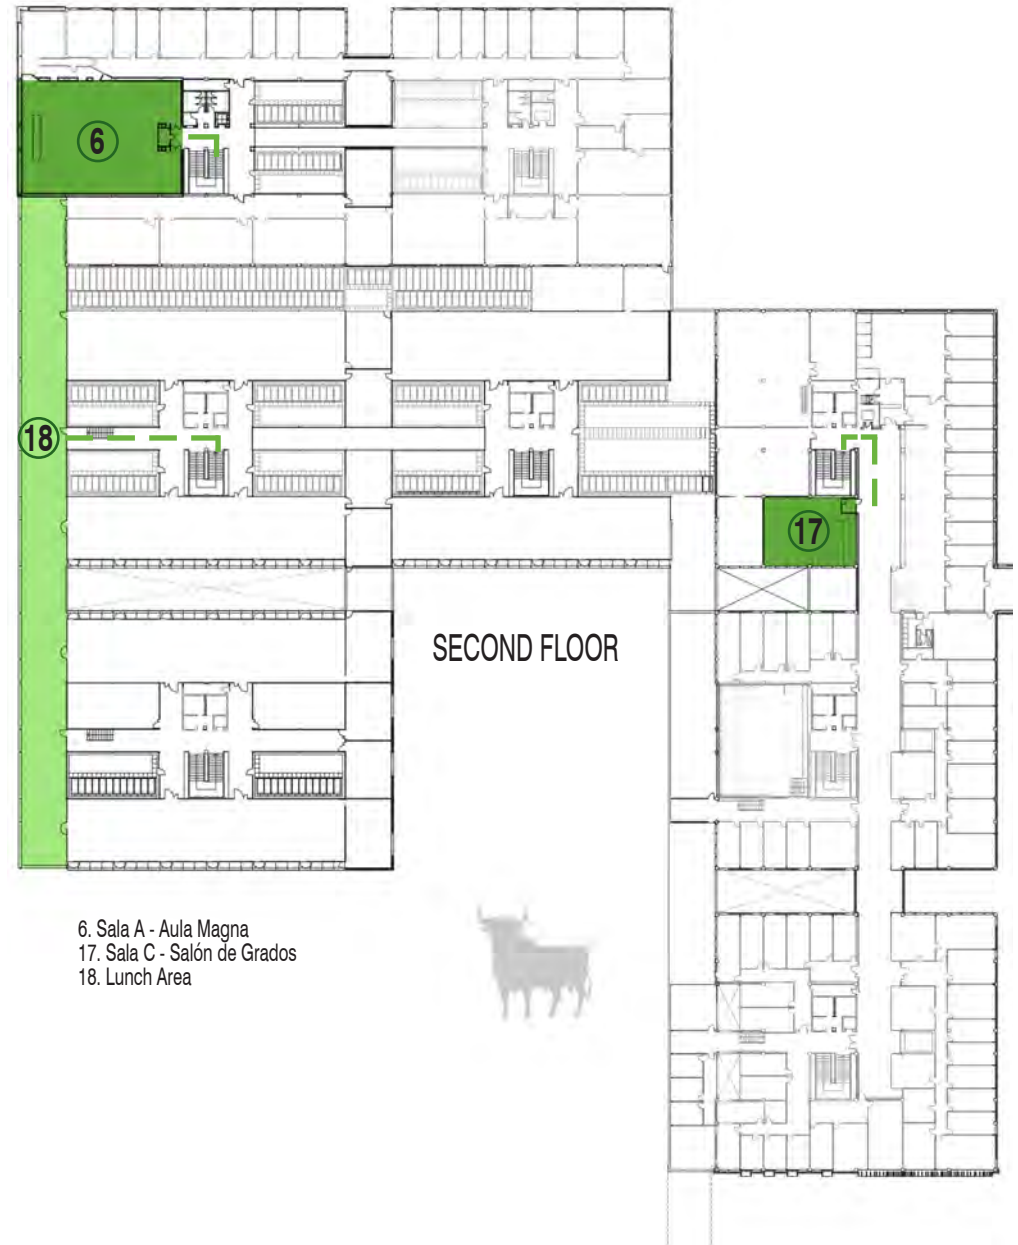 6
18
17
SECOND FLOOR
6. Sala A - Aula Magna
17. Sala C - Salón de Grados
18. Lunch Area